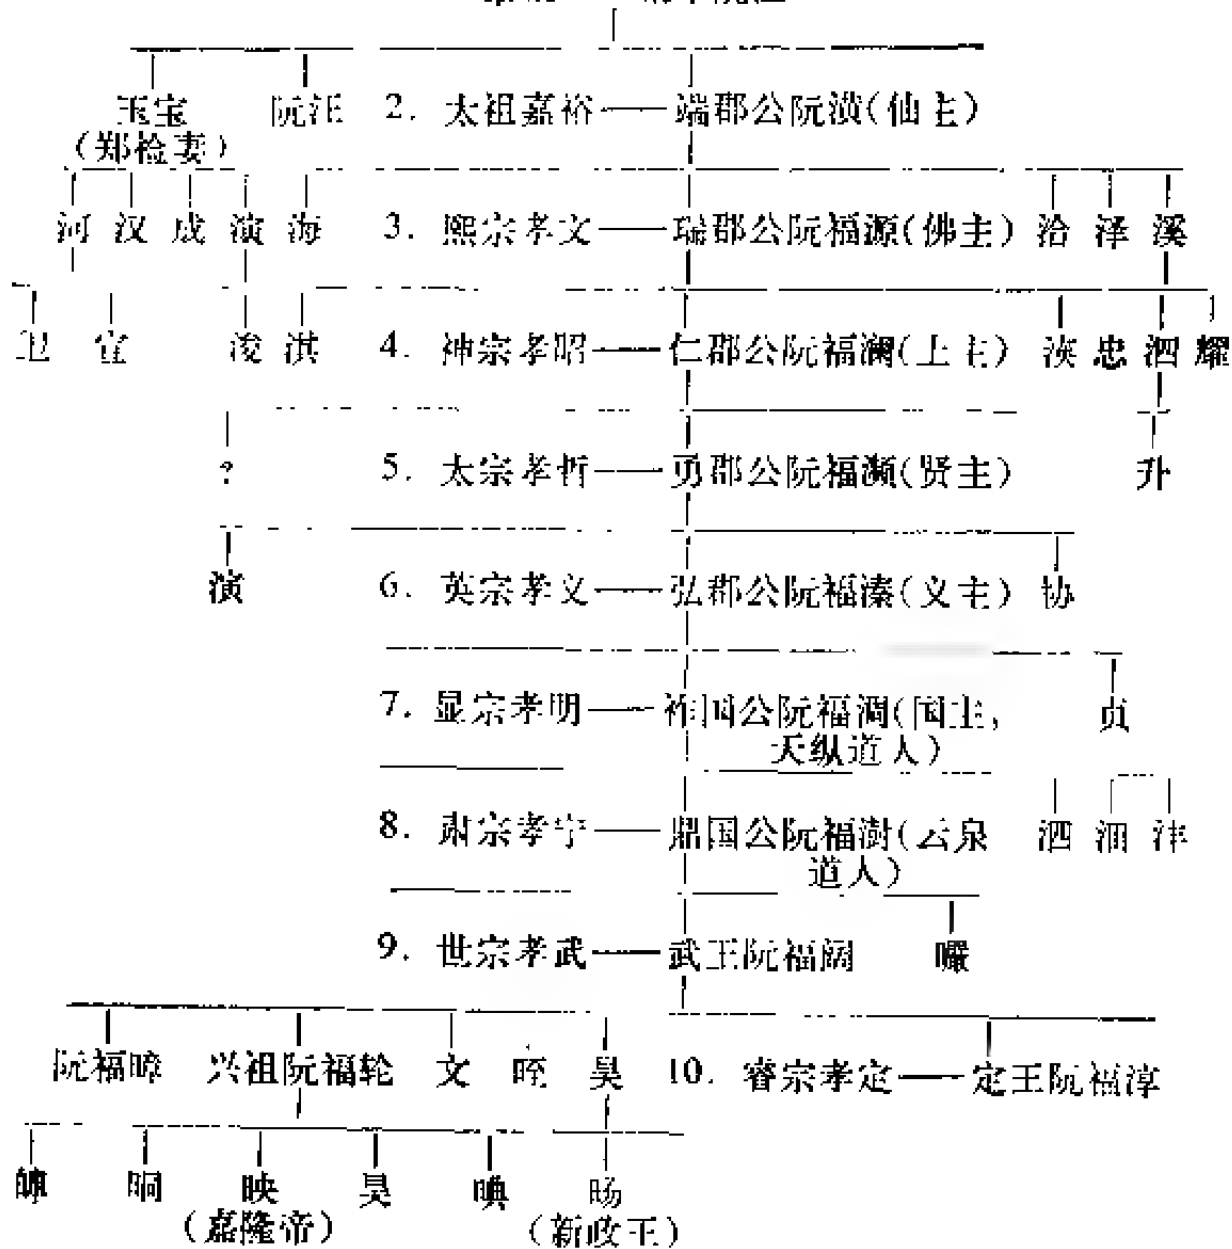 玉宝 阮汪 2. 太祖嘉裕——端郡公阮潢(仙主)
(郑检妻)
河 汉 成 演 海 3. 熙宗孝文——瑞郡公阮福源(佛主) 洽 泽 溪
卫 宣 浚 淇 4. 神宗孝昭——仁郡公阮福澜(上主) 渶 忠 泗 耀
? 5. 太宗孝哲——勇郡公阮福濒(贤主) 升
演 6. 英宗孝义——弘郡公阮福溱(义主) 协
7. 显宗孝明——祚国公阮福淍(国主, 贞
天纵道人)
8. 肃宗孝宁——鼎国公阮福澍(云泉 泗 沺 沣
道人)
9. 世宗孝武——武王阮福阔
阮福暲 兴祖阮福轮 文 晊 昊 10. 睿宗孝定——定王阮福淳
晍 映 昊 晪 旸
(嘉隆帝) (新政王)